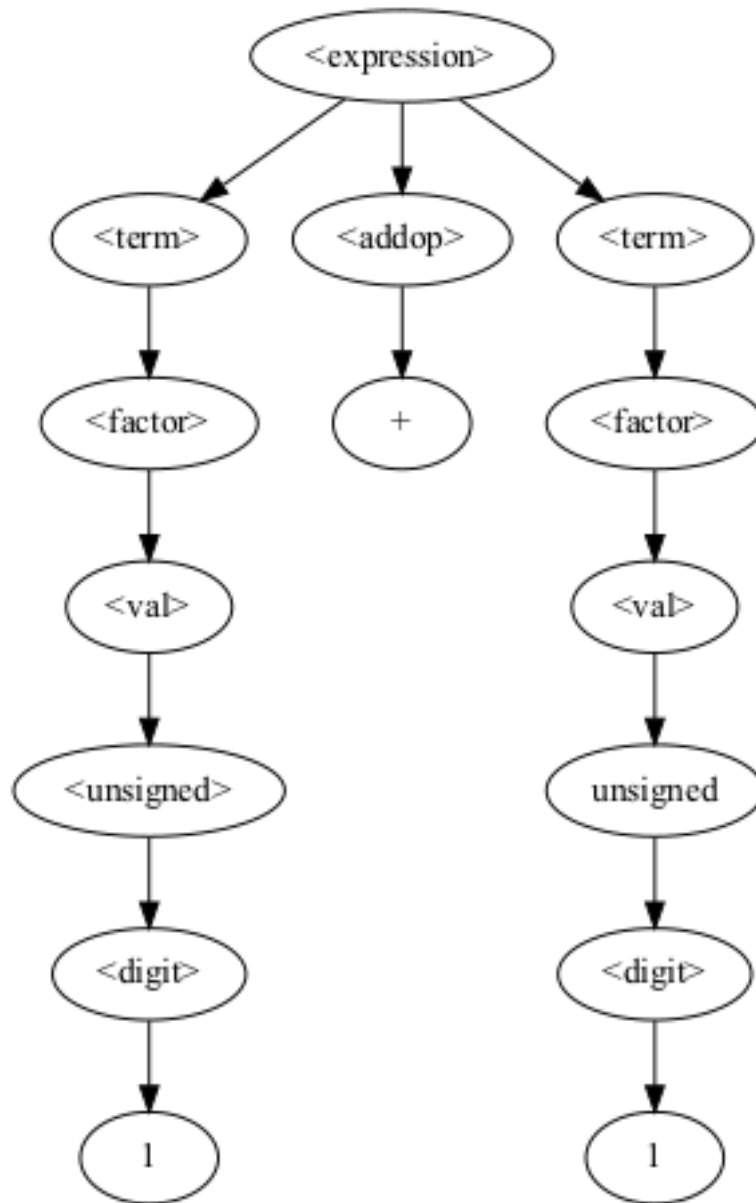 <expression>
<term> <addop> <term>
<factor> + <factor>
<val> <val>
<unsigned> unsigned
<digit> <digit>
1 1